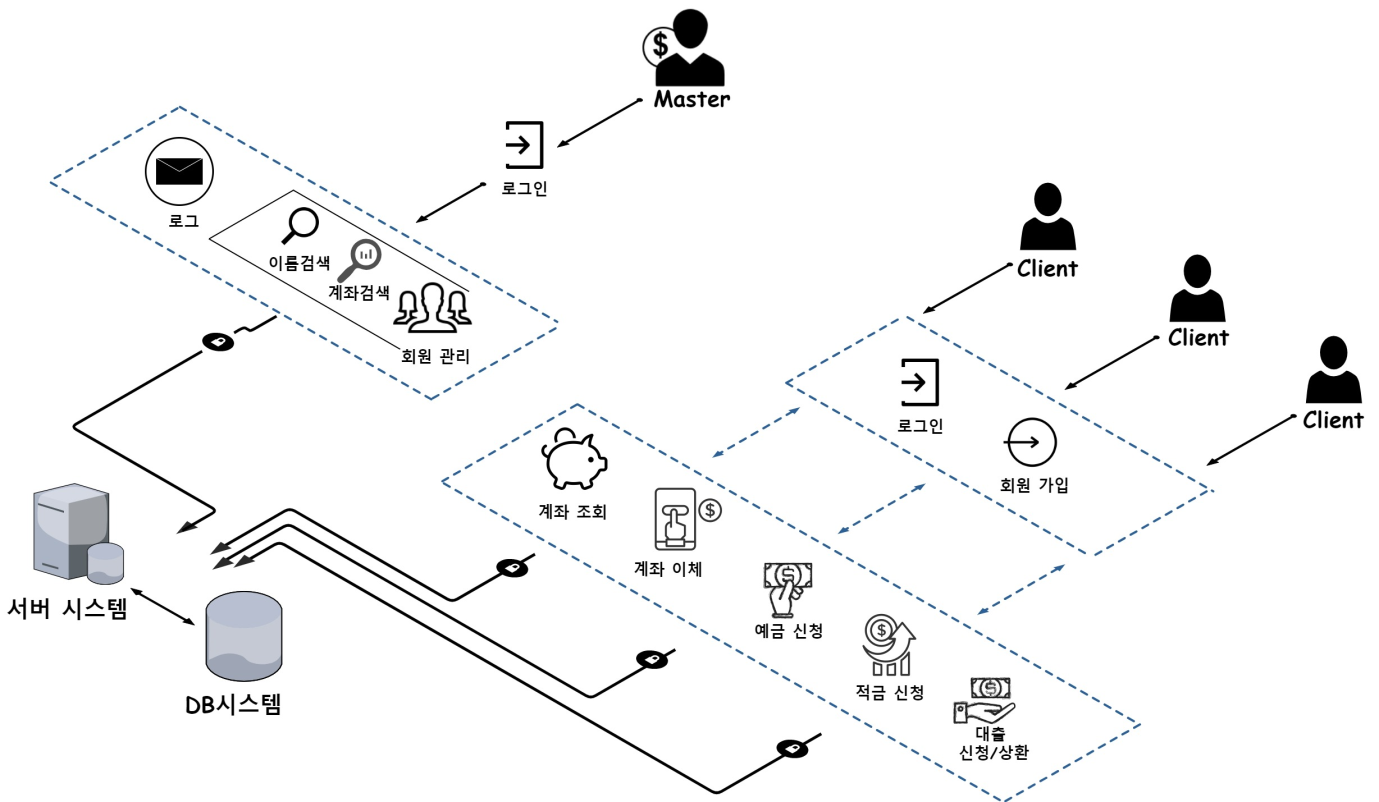 $
Master
로그인
로그
이름검색
계좌검색
회원 관리
Client
Client
Client
로그인
회원 가입
계좌 조회
$
계좌 이체
$
예금 신청
$
적금 신청
$
대출
신청/상환
서버 시스템
DB시스템